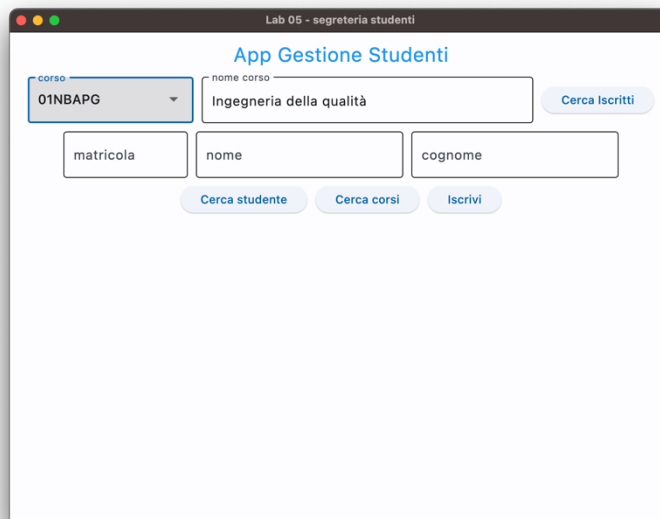 Lab 05 - segreteria studenti
App Gestione Studenti
corso
nome corso
01NBAPG
Ingegneria della qualità
Cerca Iscritti
matricola
nome
cognome
Cerca studente
Cerca corsi
Iscrivi